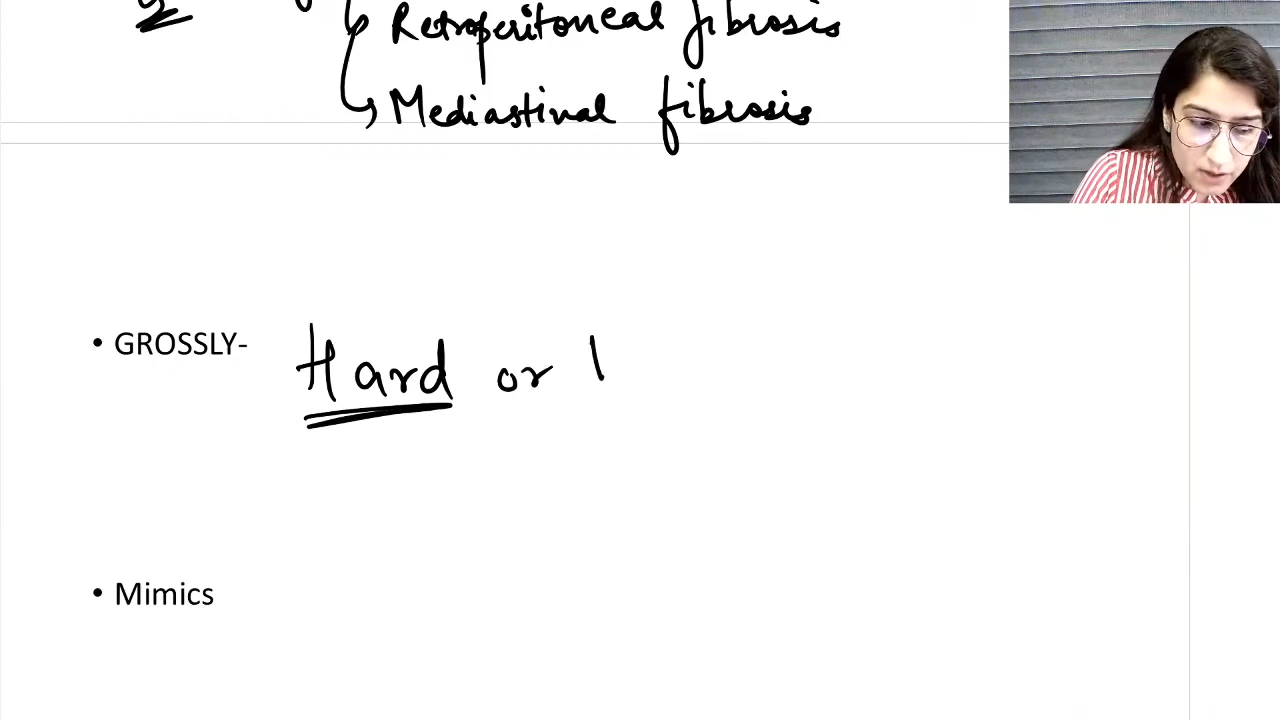 Retroperitoneal fibrosis
Mediastinal fibrosis
• GROSSLY- Hard or
• Mimics